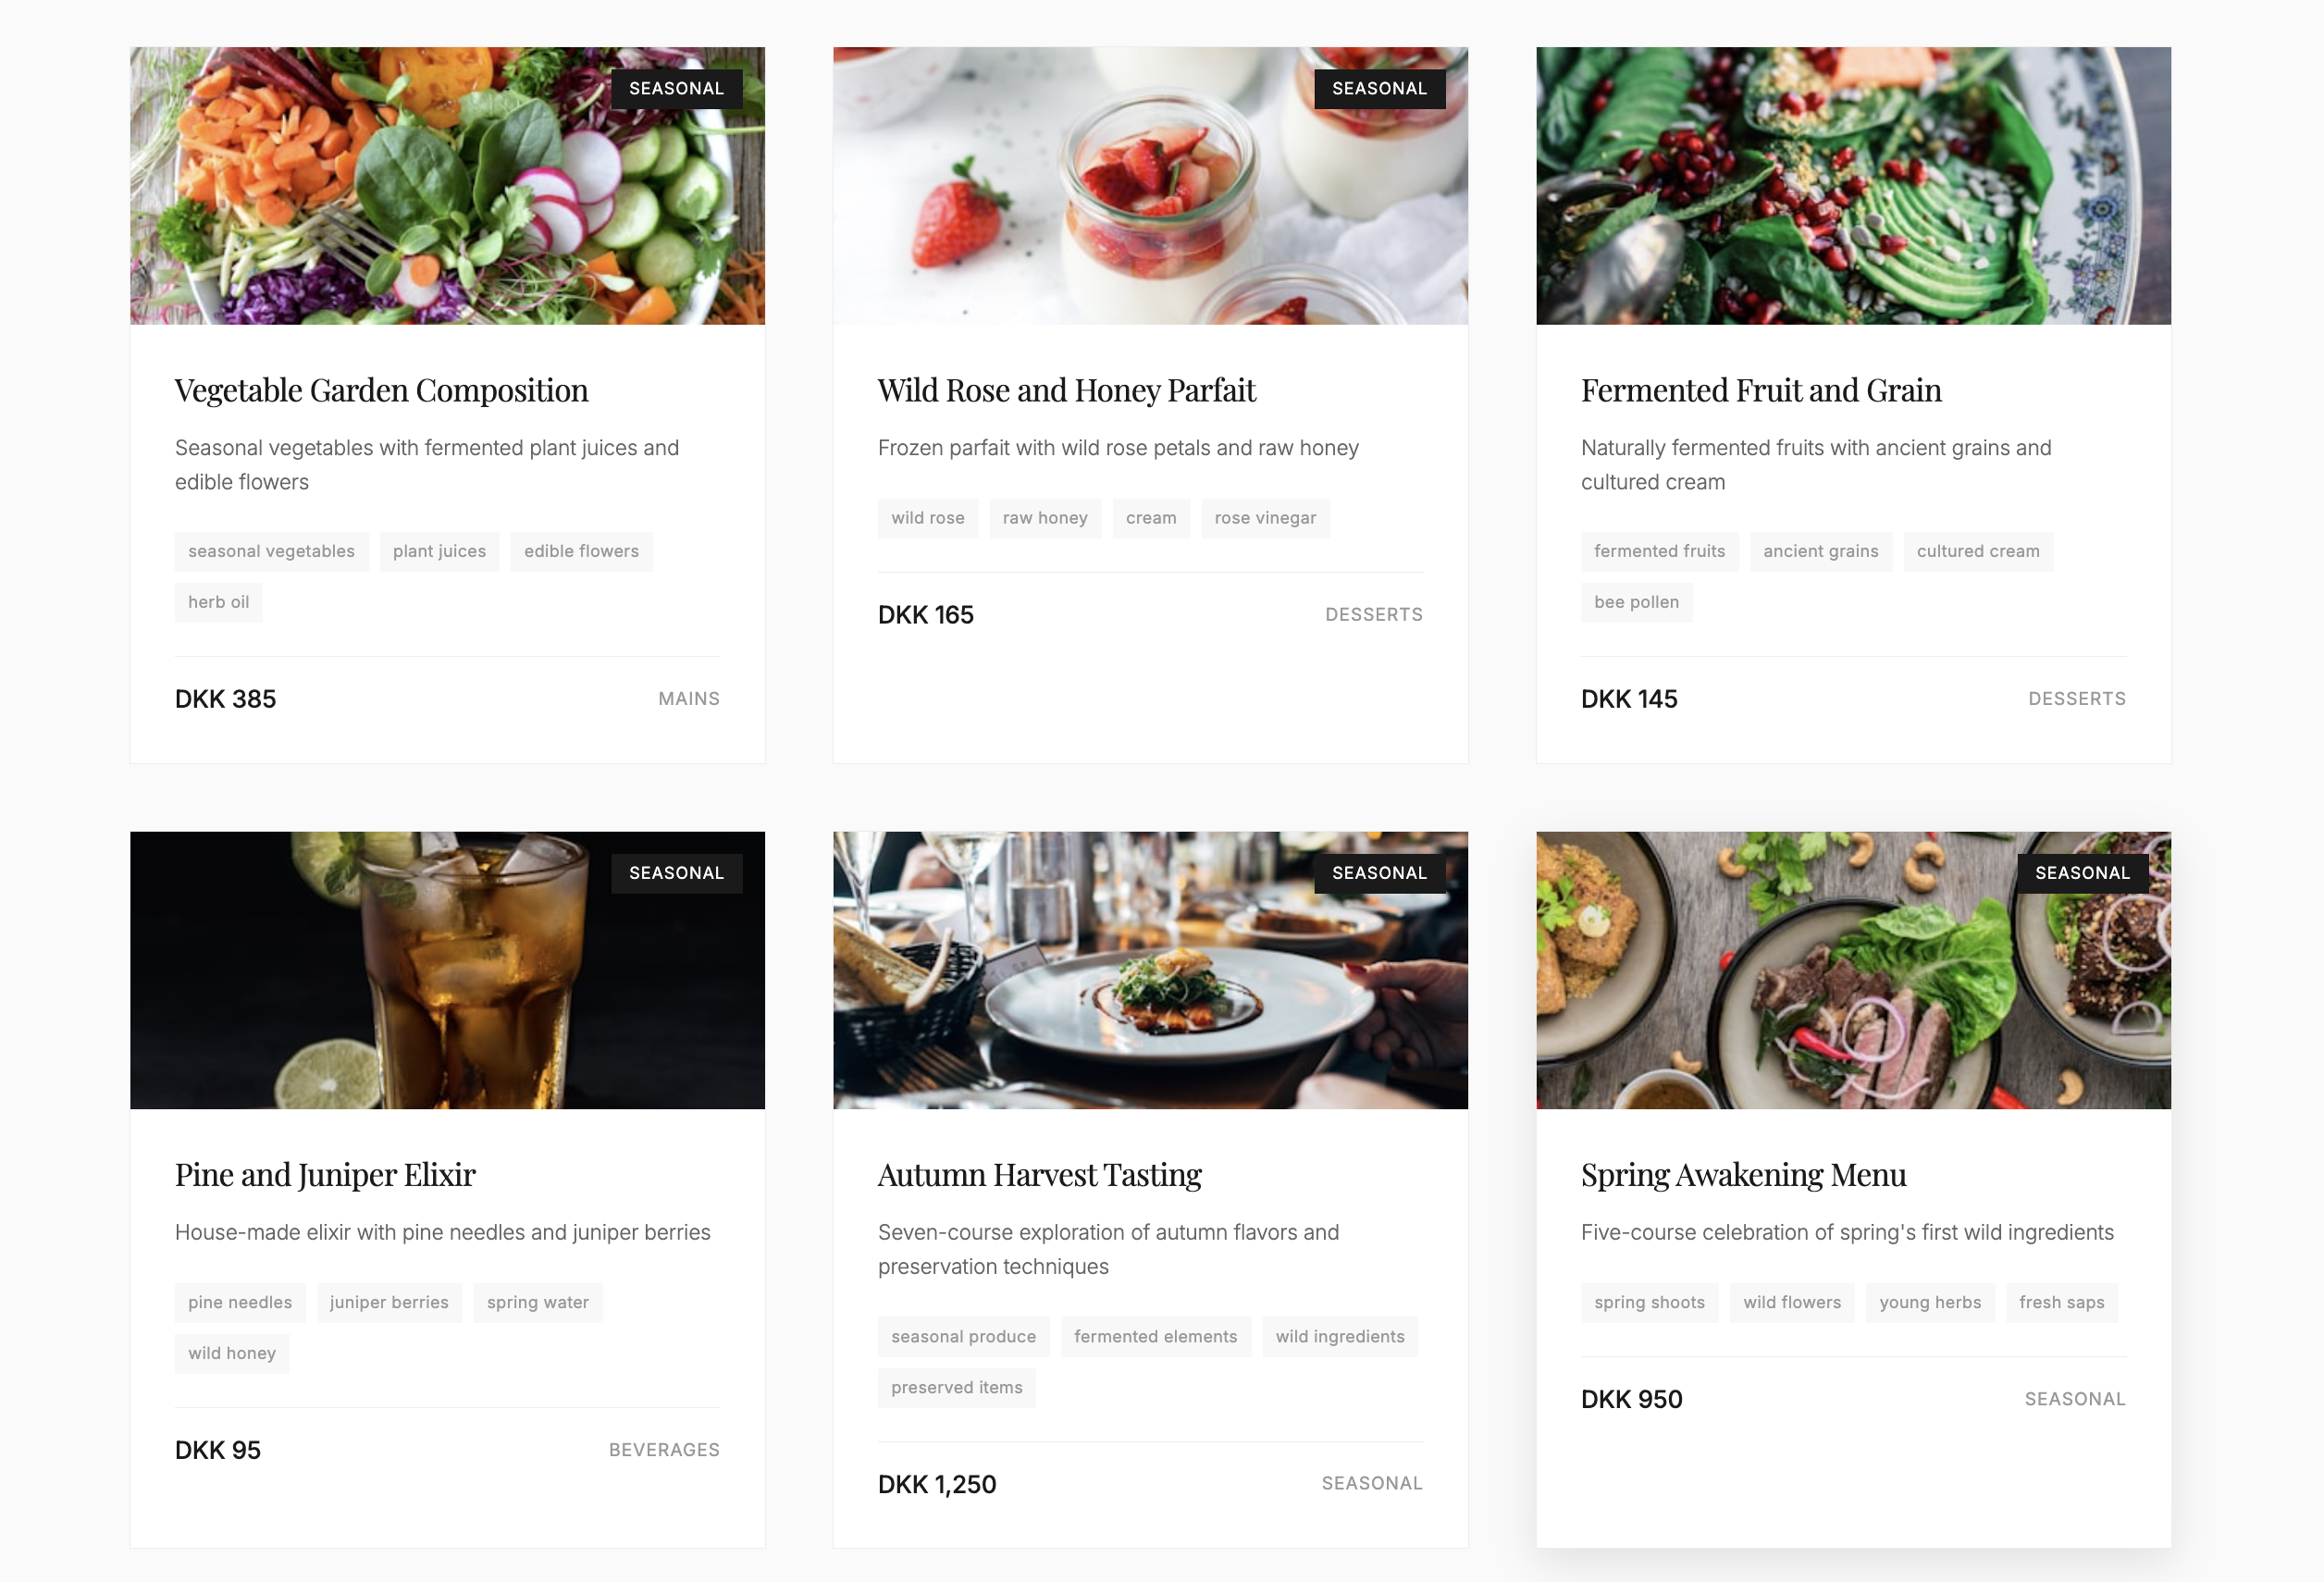 SEASONAL
Vegetable Garden Composition
Seasonal vegetables with fermented plant juices and
edible flowers
seasonal vegetables
plant juices
edible flowers
herb oil
DKK 385
MAINS
SEASONAL
Wild Rose and Honey Parfait
Frozen parfait with wild rose petals and raw honey
wild rose
raw honey
cream
rose vinegar
DKK 165
DESSERTS
Fermented Fruit and Grain
Naturally fermented fruits with ancient grains and
cultured cream
fermented fruits
ancient grains
cultured cream
bee pollen
DKK 145
DESSERTS
SEASONAL
Pine and Juniper Elixir
House-made elixir with pine needles and juniper berries
pine needles
juniper berries
spring water
wild honey
DKK 95
BEVERAGES
SEASONAL
Autumn Harvest Tasting
Seven-course exploration of autumn flavors and
preservation techniques
seasonal produce
fermented elements
wild ingredients
preserved items
DKK 1,250
SEASONAL
SEASONAL
Spring Awakening Menu
Five-course celebration of spring's first wild ingredients
spring shoots
wild flowers
young herbs
fresh saps
DKK 950
SEASONAL